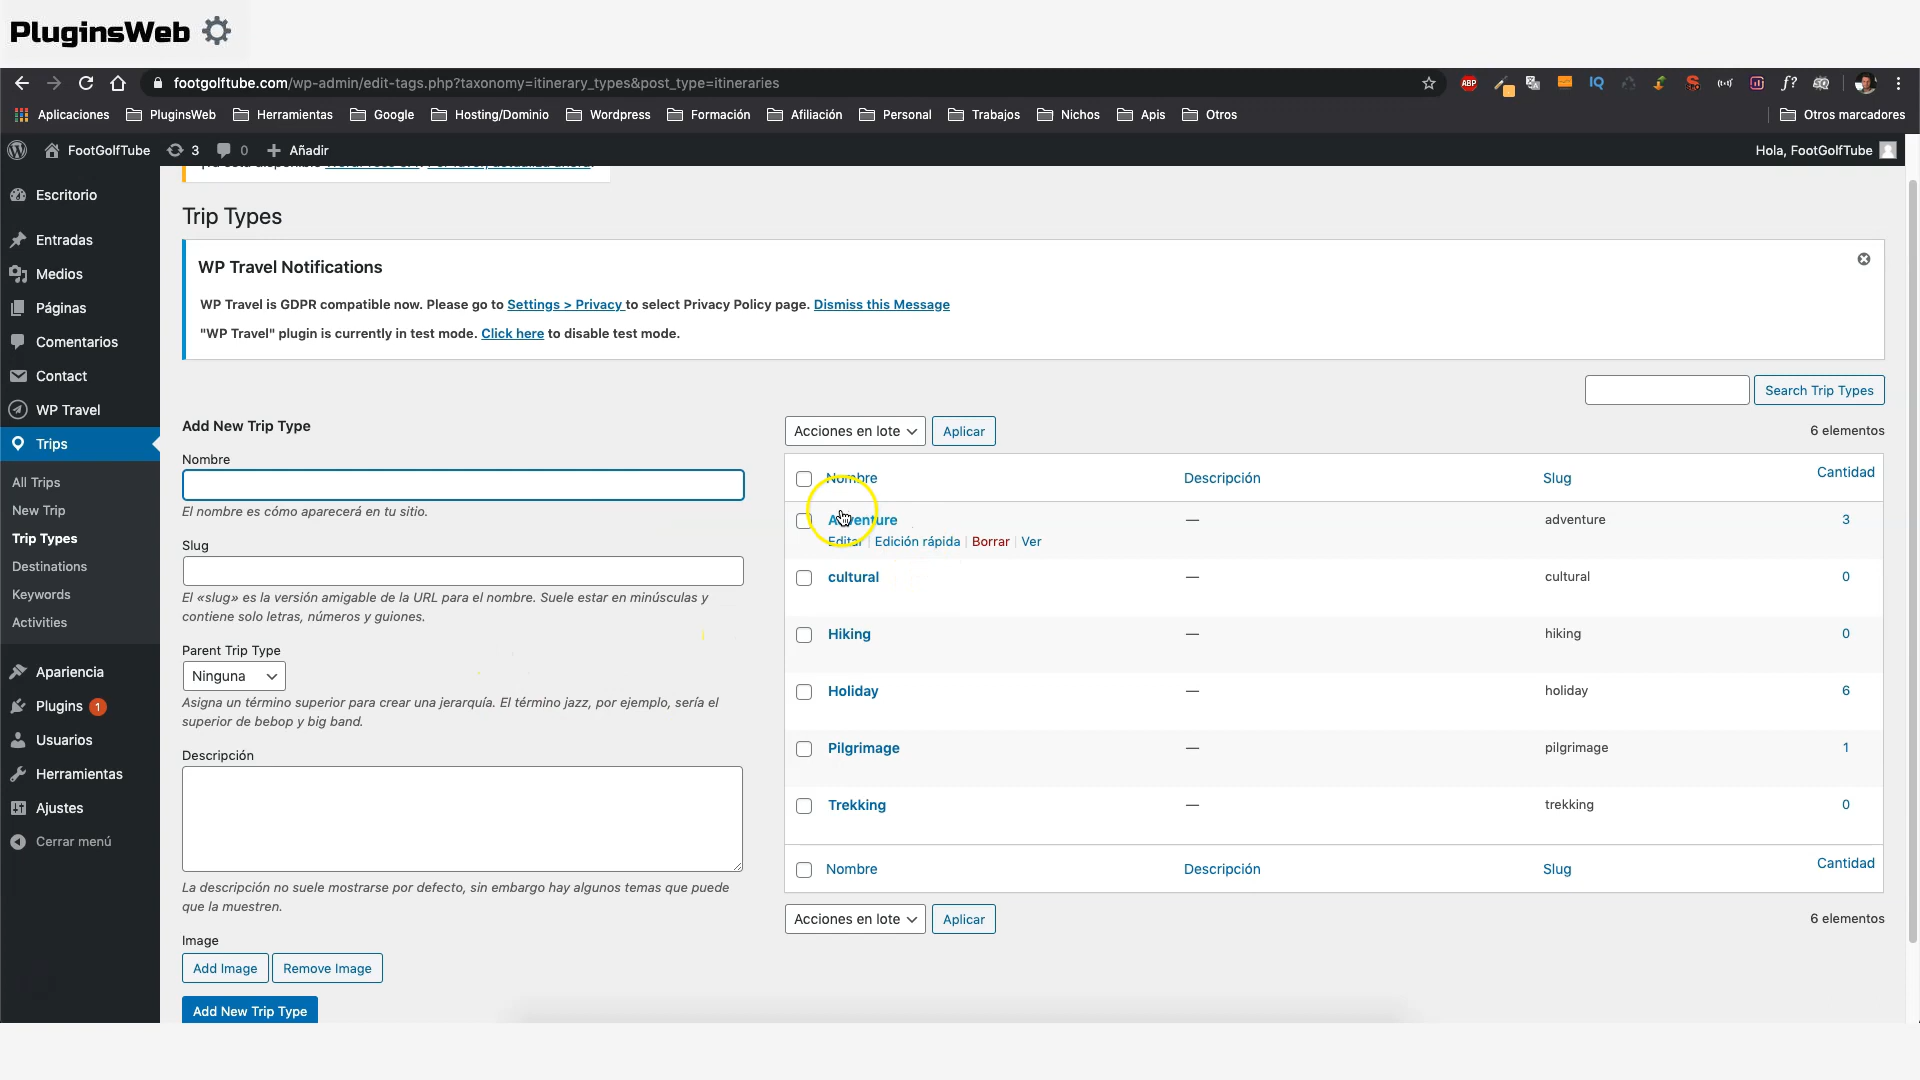 PluginsWeb
footgolftube.com/wp-admin/edit-tags.php?taxonomy=itinerary_types&post_type=itineraries
ABP
IQ
f?
Aplicaciones PluginsWeb Herramientas Google Hosting/Dominio Wordpress Formación Afiliación Personal Trabajos Nichos Apis Otros Otros marcadores
FootGolfTube 3 0 Añadir Hola, FootGolfTube
Escritorio
Entradas
Medios
Páginas
Comentarios
Contact
WP Travel
Trips
All Trips
New Trip
Trip Types
Destinations
Keywords
Activities
Apariencia
Plugins 1
Usuarios
Herramientas
Ajustes
Cerrar menú
Trip Types
WP Travel Notifications
WP Travel is GDPR compatible now. Please go to Settings > Privacy to select Privacy Policy page. Dismiss this Message
"WP Travel" plugin is currently in test mode. Click here to disable test mode.
Search Trip Types
Add New Trip Type
Nombre
El nombre es cómo aparecerá en tu sitio.
Slug
El «slug» es la versión amigable de la URL para el nombre. Suele estar en minúsculas y
contiene solo letras, números y guiones.
Parent Trip Type
Ninguna
Asigna un término superior para crear una jerarquía. El término jazz, por ejemplo, sería el
superior de bebop y big band.
Descripción
La descripción no suele mostrarse por defecto, sin embargo hay algunos temas que puede
que la muestren.
Image
Add Image Remove Image
Add New Trip Type
Acciones en lote Aplicar 6 elementos
Nombre Descripción Slug Cantidad
Adventure — adventure 3
Editar | Edición rápida | Borrar | Ver
cultural — cultural 0
Hiking — hiking 0
Holiday — holiday 6
Pilgrimage — pilgrimage 1
Trekking — trekking 0
Nombre Descripción Slug Cantidad
Acciones en lote Aplicar 6 elementos